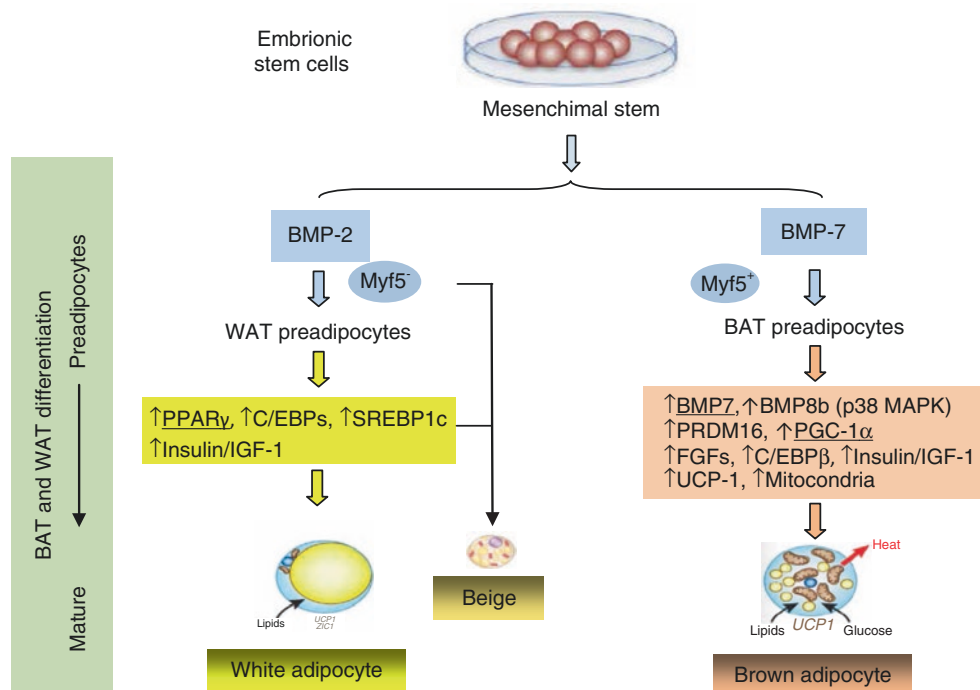 Embrionic
stem cells
Mesenchimal stem
BAT and WAT differentiation
Preadipocytes
Mature
BMP-2
Myf5⁻
WAT preadipocytes
↑PPARγ, ↑C/EBPs, ↑SREBP1c
↑Insulin/IGF-1
Lipids
UCP1
ZIC1
White adipocyte
Beige
BMP-7
Myf5⁺
BAT preadipocytes
↑BMP7, ↑BMP8b (p38 MAPK)
↑PRDM16, ↑PGC-1α
↑FGFs, ↑C/EBPβ, ↑Insulin/IGF-1
↑UCP-1, ↑Mitocondria
Heat
Lipids
UCP1
Glucose
Brown adipocyte